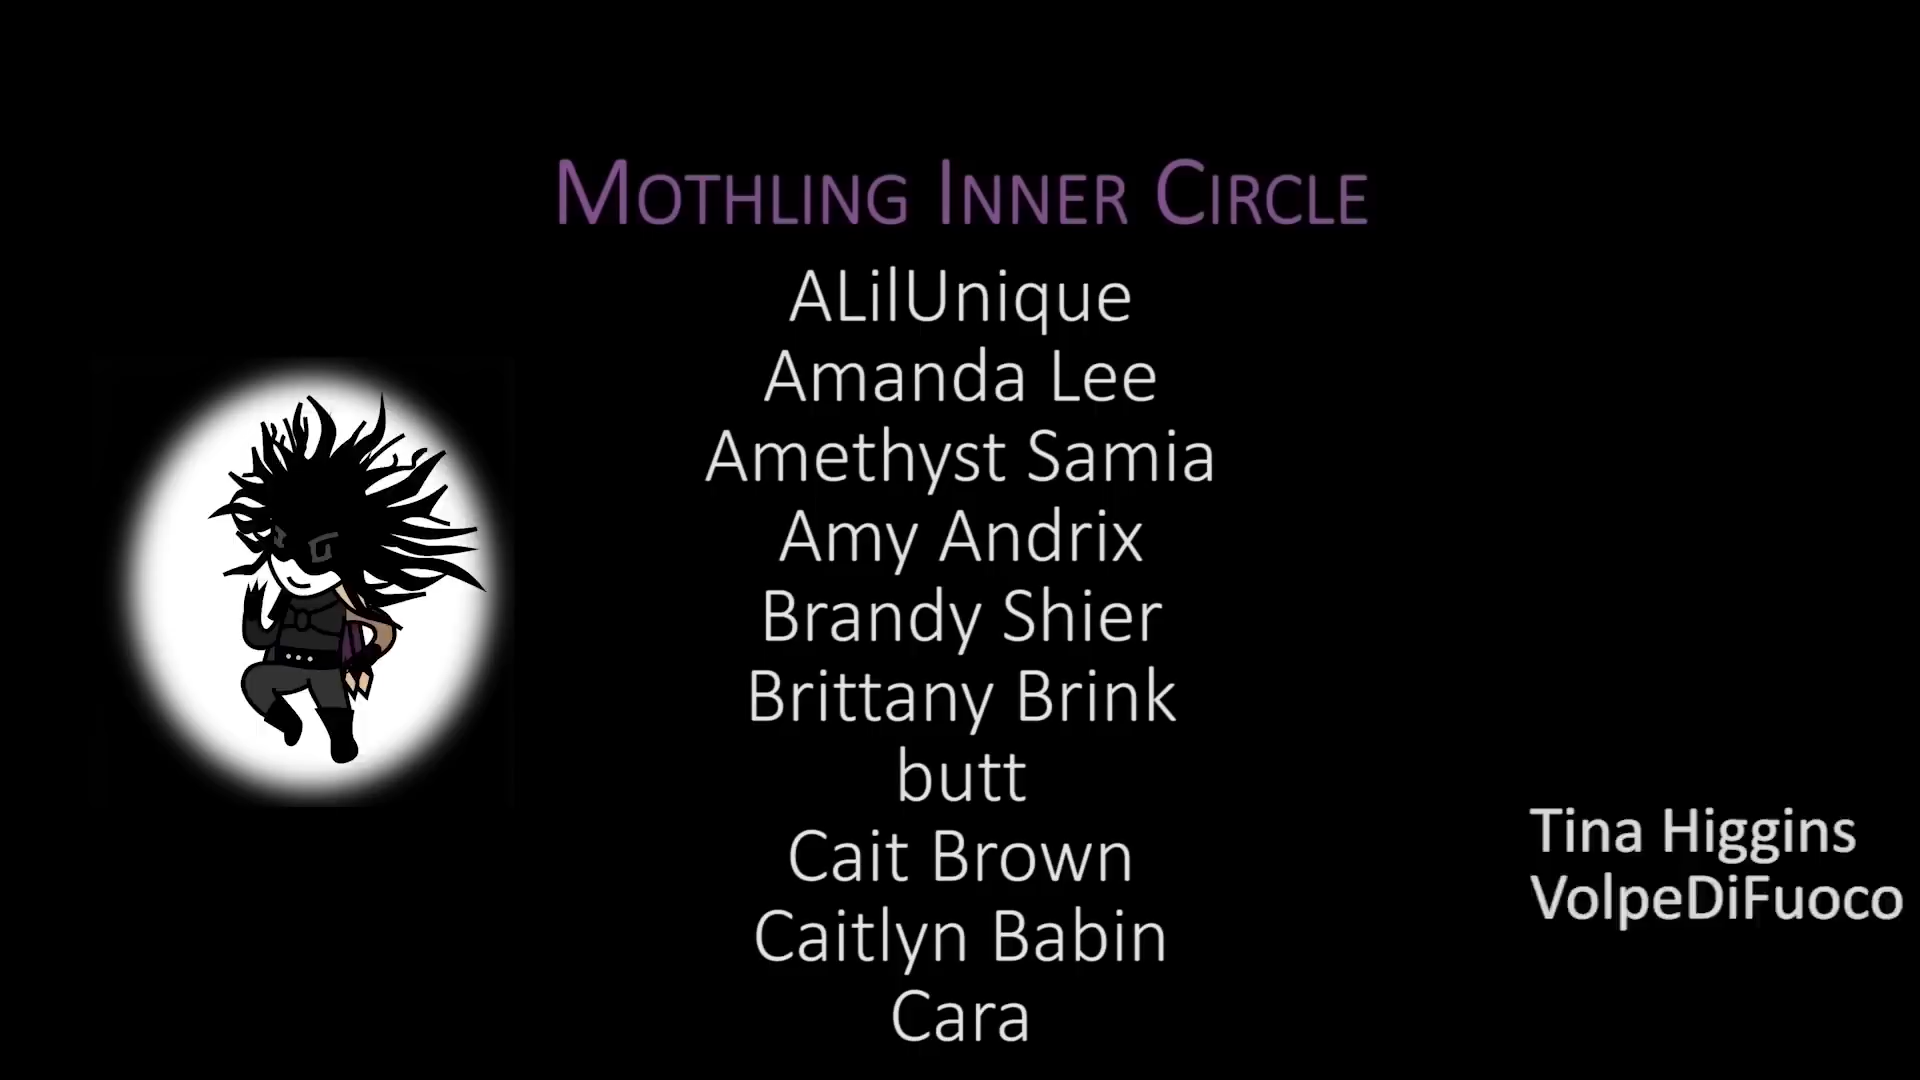 Mothling Inner Circle
ALilUnique
Amanda Lee
Amethyst Samia
Amy Andrix
Brandy Shier
Brittany Brink
butt
Cait Brown
Caitlyn Babin
Cara
Tina Higgins
VolpeDiFuoco